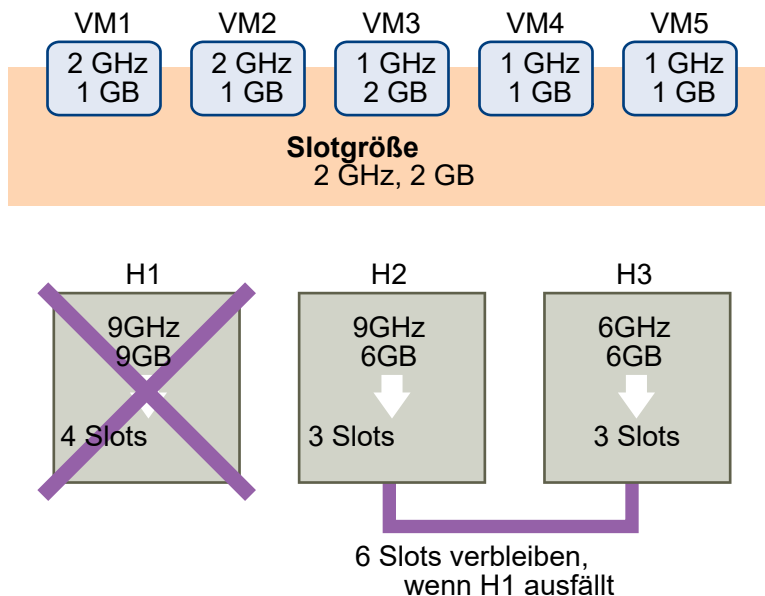 VM1 VM2 VM3 VM4 VM5
2 GHz 2 GHz 1 GHz 1 GHz 1 GHz
1 GB 1 GB 2 GB 1 GB 1 GB
Slotgröße
2 GHz, 2 GB
H1 H2 H3
9GHz 9GHz 6GHz
9GB 6GB 6GB
4 Slots 3 Slots 3 Slots
6 Slots verbleiben,
wenn H1 ausfällt